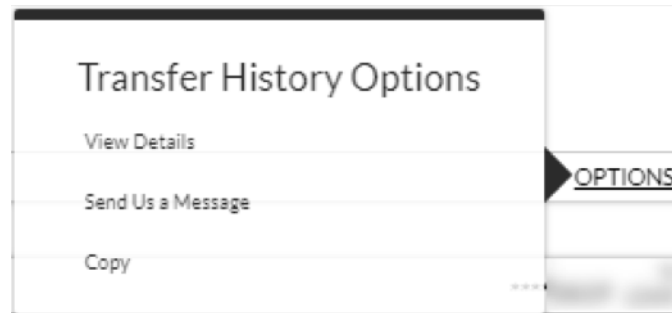 Transfer History Options
View Details
OPTIONS
Send Us a Message
Copy